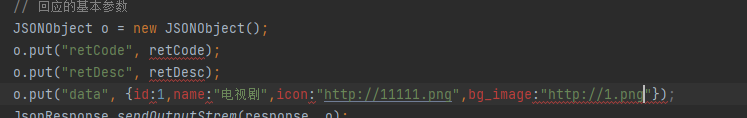 // 回应的基本参数
JSONObject o = new JSONObject();
o.put("retCode", retCode);
o.put("retDesc", retDesc);
o.put("data", {id:1,name:"电视剧",icon:"http://11111.png",bg_image:"http://1.png"});
JsonResponse.sendOutputStrem(response, o);